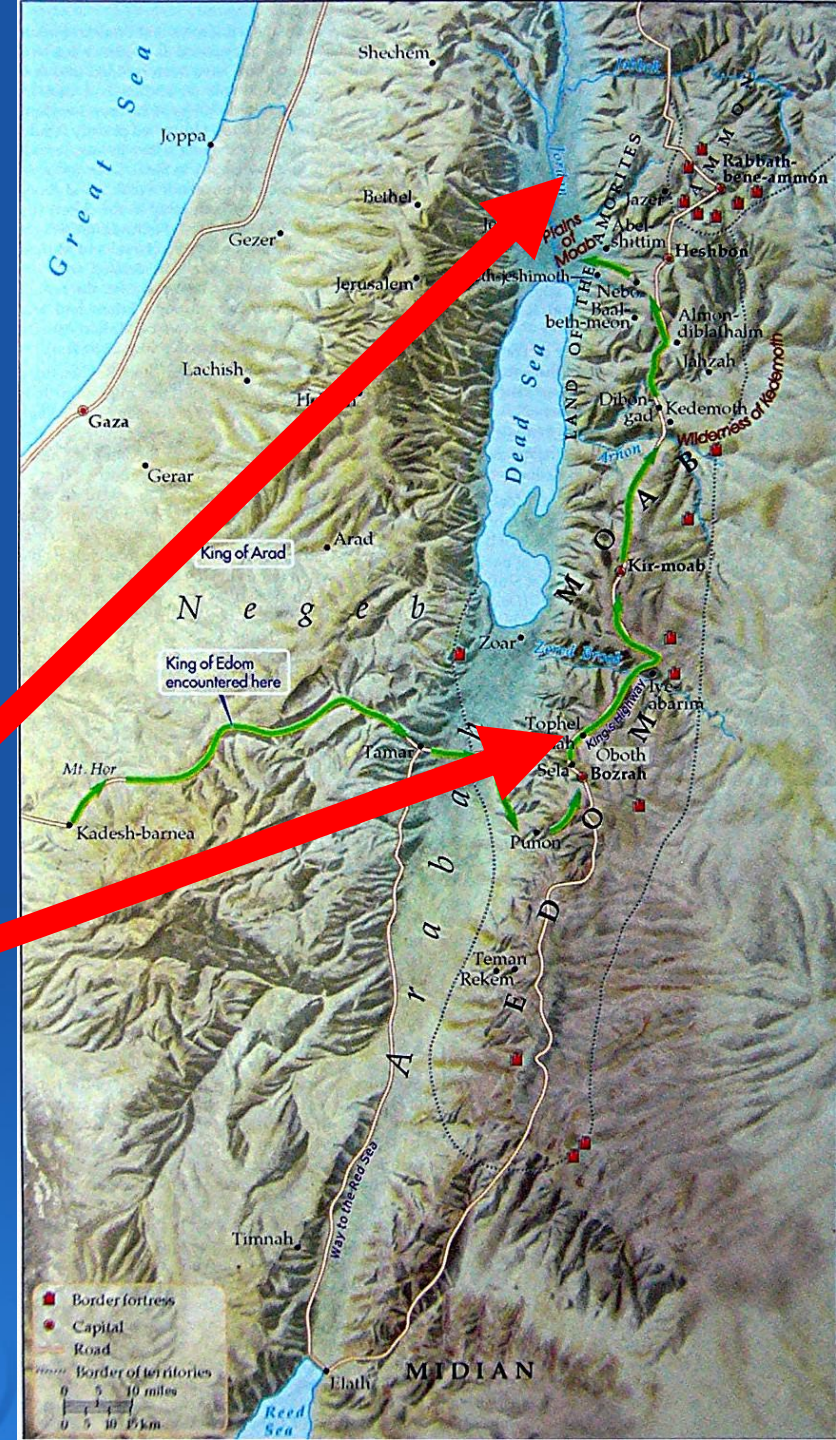 Great Sea
Shechem
Joppa
Jabbok
AMMON
Rabbath-
bene-ammon
Jordan
Bethel
Jazer
Gezer
Plains
of
Moab
Abel-
shittim
LAND OF THE AMORITES
Heshbon
Jerusalem
Nebo
Baal-
beth-meon
Almon-
diblathaim
Jahzah
Lachish
Dead Sea
Dibon-
gad
Kedemoth
Wilderness of Kedemoth
Gaza
Arnon
Gerar
MOAB
King of Arad
Arad
Kir-moab
Negeb
Zoar
Zered Brook
King of Edom
encountered here
Iye-
abarim
King's Highway
Tophel
Oboth
Tamar
Sela
Bozrah
Mt. Hor
Kadesh-barnea
Punon
Arabah
EDOM
Teman
Rekem
Way to the Red Sea
Timnah
Border fortress
Capital
Road
Border of territories
0 5 10 miles
0 5 10 15 km
Elath
MIDIAN
Reed
Sea